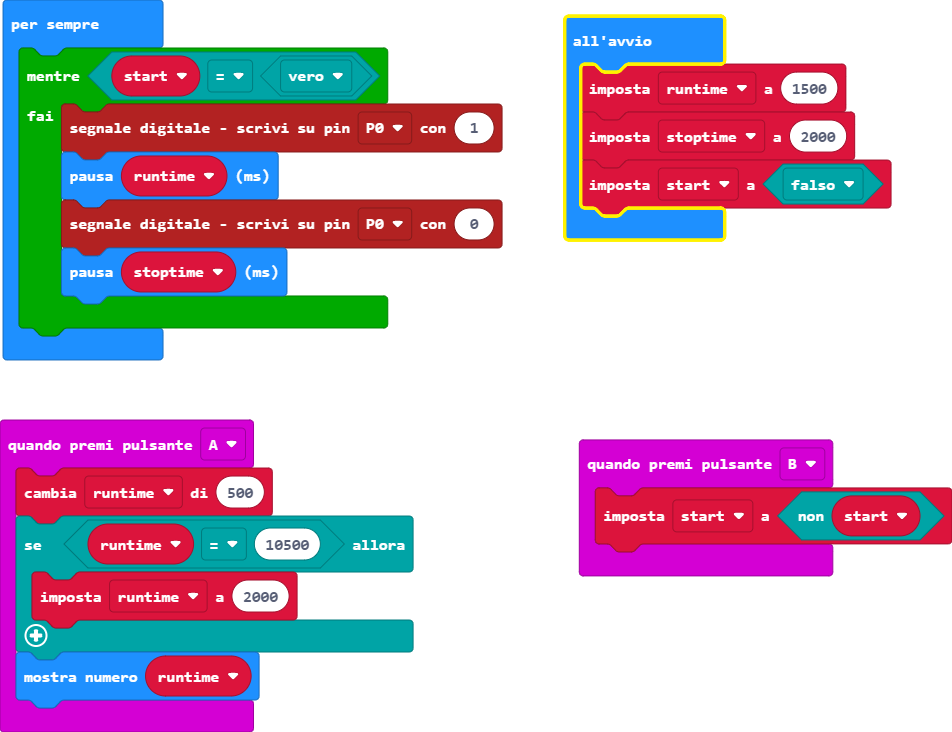 per sempre
mentre start = vero
fai
segnale digitale - scrivi su pin P0 con 1
pausa runtime (ms)
segnale digitale - scrivi su pin P0 con 0
pausa stoptime (ms)
all'avvio
imposta runtime a 1500
imposta stoptime a 2000
imposta start a falso
quando premi pulsante A
cambia runtime di 500
se runtime = 10500 allora
imposta runtime a 2000
mostra numero runtime
quando premi pulsante B
imposta start a non start